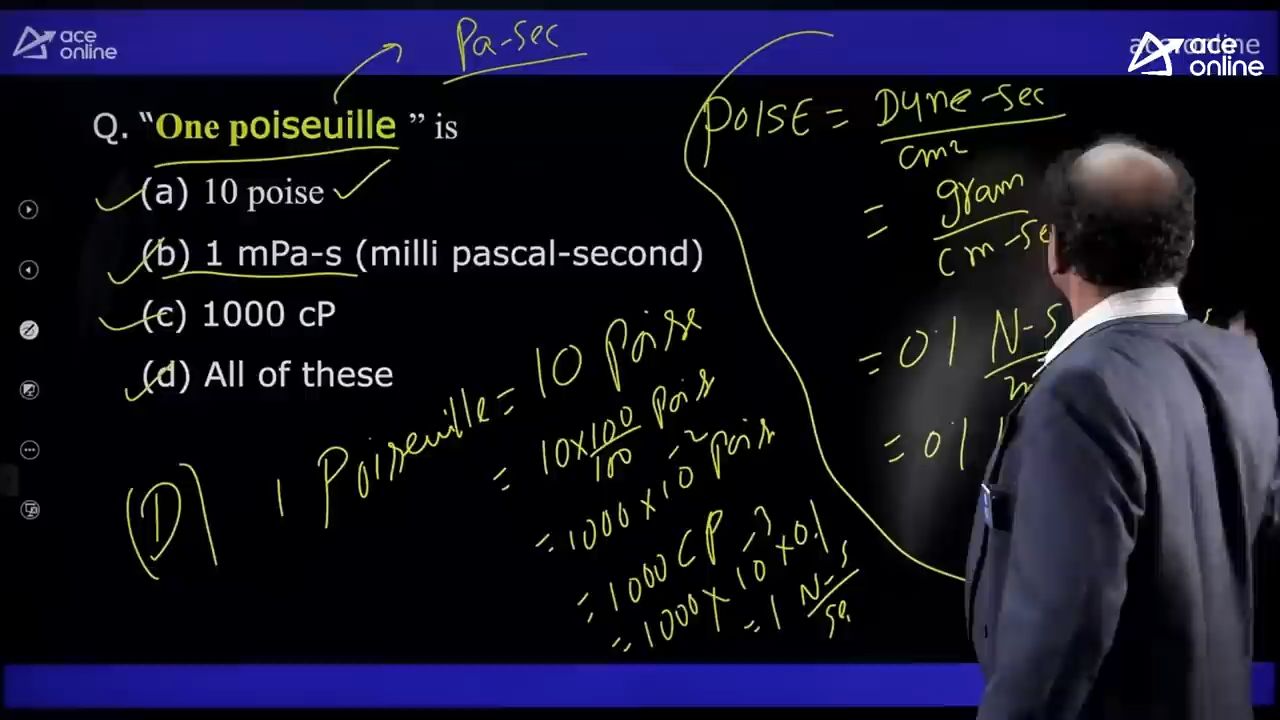 ace online
Pa-sec
ace online
Q. “One poiseuille ” is
(a) 10 poise
(b) 1 mPa-s (milli pascal-second)
(c) 1000 cP
(d) All of these
POISE = Dyne-sec
cm2
= gram
cm-se
= 0.1 N-s
= 0.1
(D) 1 Poiseuille = 10 Poise
= 10 x 100 Pois
100
= 1000 x 10-2 Pois
= 1000 CP
= 1000 x 10-3 x 0.1
= 1 N-s